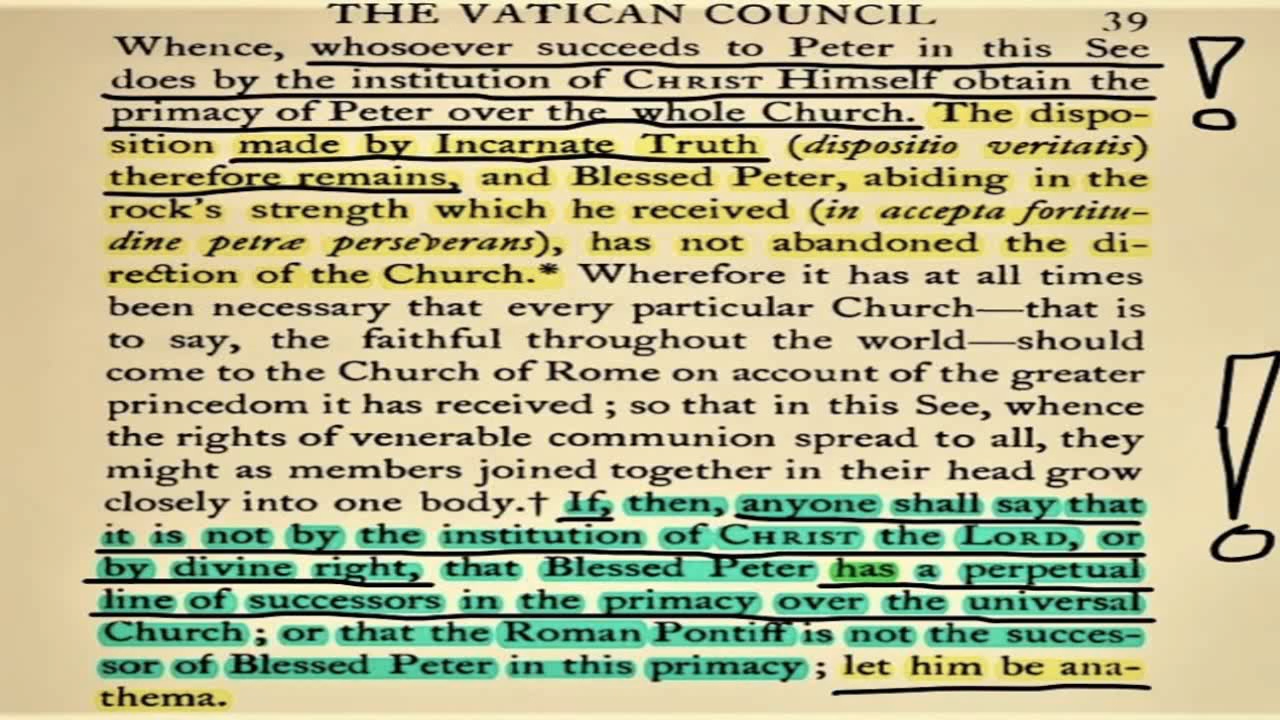 THE VATICAN COUNCIL 39
Whence, whosoever succeeds to Peter in this See
does by the institution of CHRIST Himself obtain the
primacy of Peter over the whole Church. The dispo-
sition made by Incarnate Truth (dispositio veritatis)
therefore remains, and Blessed Peter, abiding in the
rock's strength which he received (in accepta fortitu-
dine petræ perseverans), has not abandoned the di-
rection of the Church.* Wherefore it has at all times
been necessary that every particular Church—that is
to say, the faithful throughout the world—should
come to the Church of Rome on account of the greater
princedom it has received ; so that in this See, whence
the rights of venerable communion spread to all, they
might as members joined together in their head grow
closely into one body.† If, then, anyone shall say that
it is not by the institution of CHRIST the LORD, or
by divine right, that Blessed Peter has a perpetual
line of successors in the primacy over the universal
Church ; or that the Roman Pontiff is not the succes-
sor of Blessed Peter in this primacy ; let him be ana-
thema.
!
!